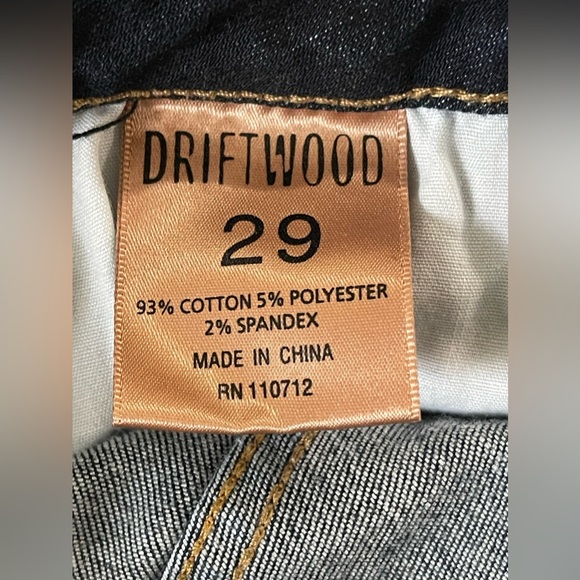 DRIFTWOOD
29
93% COTTON 5% POLYESTER
2% SPANDEX
MADE IN CHINA
RN 110712